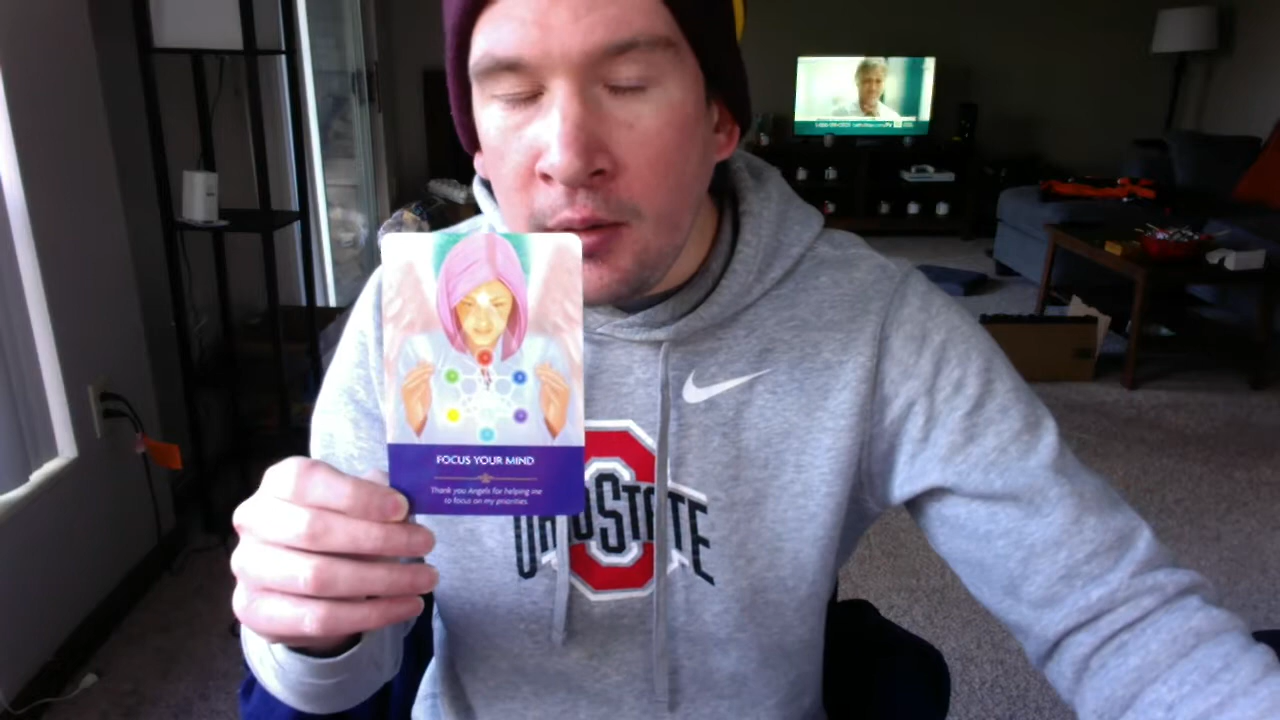 FOCUS YOUR MIND
Thank you Angels for helping me
to focus on my priorities
OHIO STATE